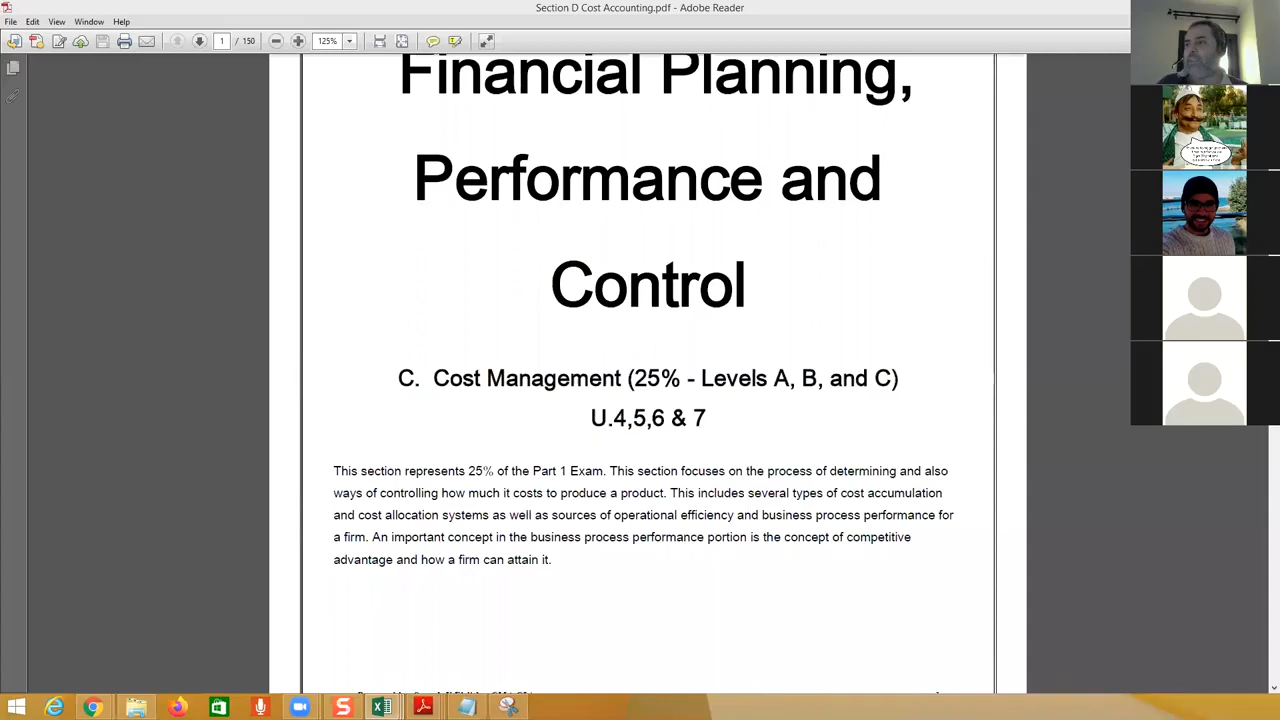 Section D Cost Accounting.pdf - Adobe Reader
File Edit View Window Help
1 / 150 125%
Financial Planning,
Performance and
Control
C. Cost Management (25% - Levels A, B, and C)
U.4,5,6 & 7
This section represents 25% of the Part 1 Exam. This section focuses on the process of determining and also
ways of controlling how much it costs to produce a product. This includes several types of cost accumulation
and cost allocation systems as well as sources of operational efficiency and business process performance for
a firm. An important concept in the business process performance portion is the concept of competitive
advantage and how a firm can attain it.